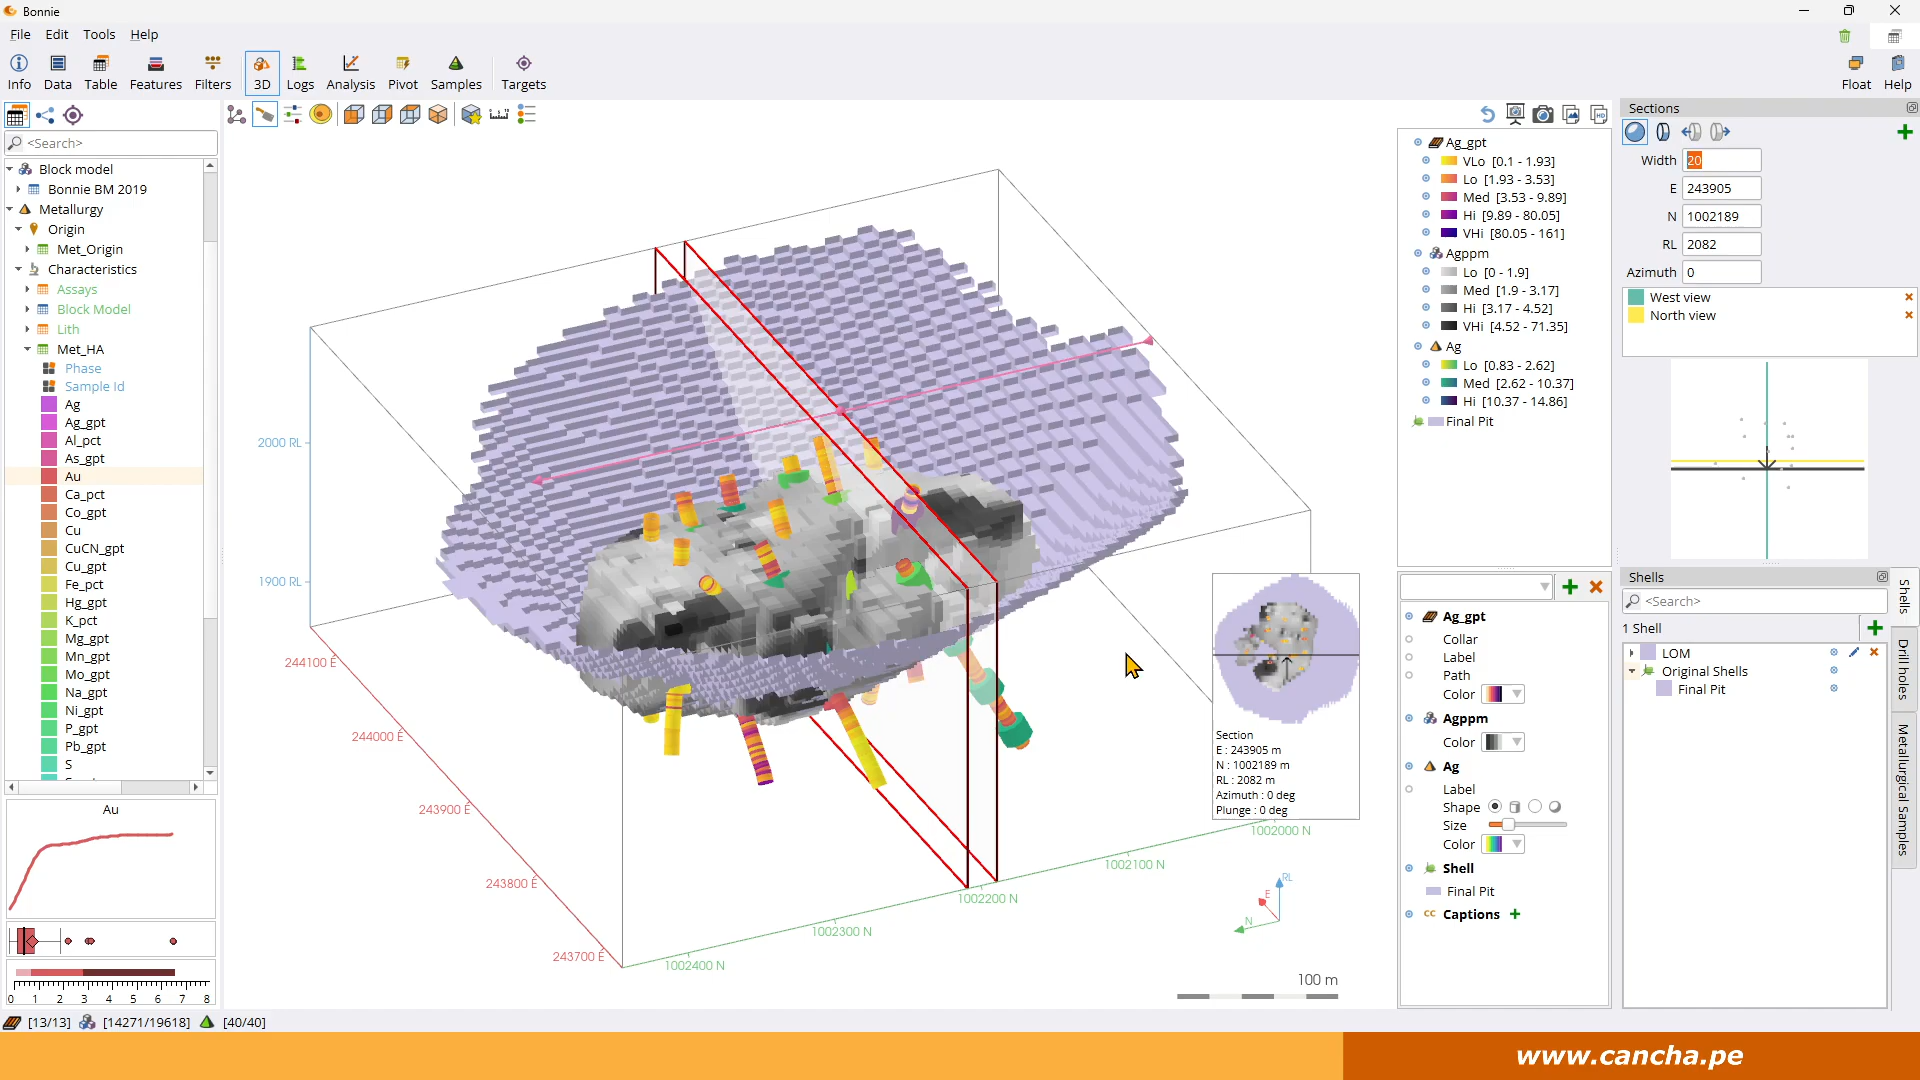 Bonnie
File Edit Tools Help
Info Data Table Features Filters 3D Logs Analysis Pivot Samples Targets Float Help
<Search>
Block model
Bonnie BM 2019
Metallurgy
Origin
Met_Origin
Characteristics
Assays
Block Model
Lith
Met_HA
Phase
Sample Id
Ag
Ag_gpt
Al_pct
As_gpt
Au
Ca_pct
Co_gpt
Cu
CuCN_gpt
Cu_gpt
Fe_pct
Hg_gpt
K_pct
Mg_gpt
Mn_gpt
Mo_gpt
Na_gpt
Ni_gpt
P_gpt
Pb_gpt
S
Au
0 1 2 3 4 5 6 7 8
[13/13] [14271/19618] [40/40]
2000 RL
1900 RL
244100 E
244000 E
243900 E
243800 E
243700 E
1002400 N
1002300 N
1002200 N
1002100 N
1002000 N
Section
E : 243905 m
N : 1002189 m
RL : 2082 m
Azimuth : 0 deg
Plunge : 0 deg
RL
E
N
100 m
Ag_gpt
VLo [0.1 - 1.93]
Lo [1.93 - 3.53]
Med [3.53 - 9.89]
Hi [9.89 - 80.05]
VHi [80.05 - 161]
Agppm
Lo [0 - 1.9]
Med [1.9 - 3.17]
Hi [3.17 - 4.52]
VHi [4.52 - 71.35]
Ag
Lo [0.83 - 2.62]
Med [2.62 - 10.37]
Hi [10.37 - 14.86]
Final Pit
Ag_gpt
Collar
Label
Path
Color
Agppm
Color
Ag
Label
Shape
Size
Color
Shell
Final Pit
CC Captions
Sections
Width 20
E 243905
N 1002189
RL 2082
Azimuth 0
West view
North view
Shells
<Search>
1 Shell
LOM
Original Shells
Final Pit
Shells
Drill holes
Metallurgical Samples
www.cancha.pe